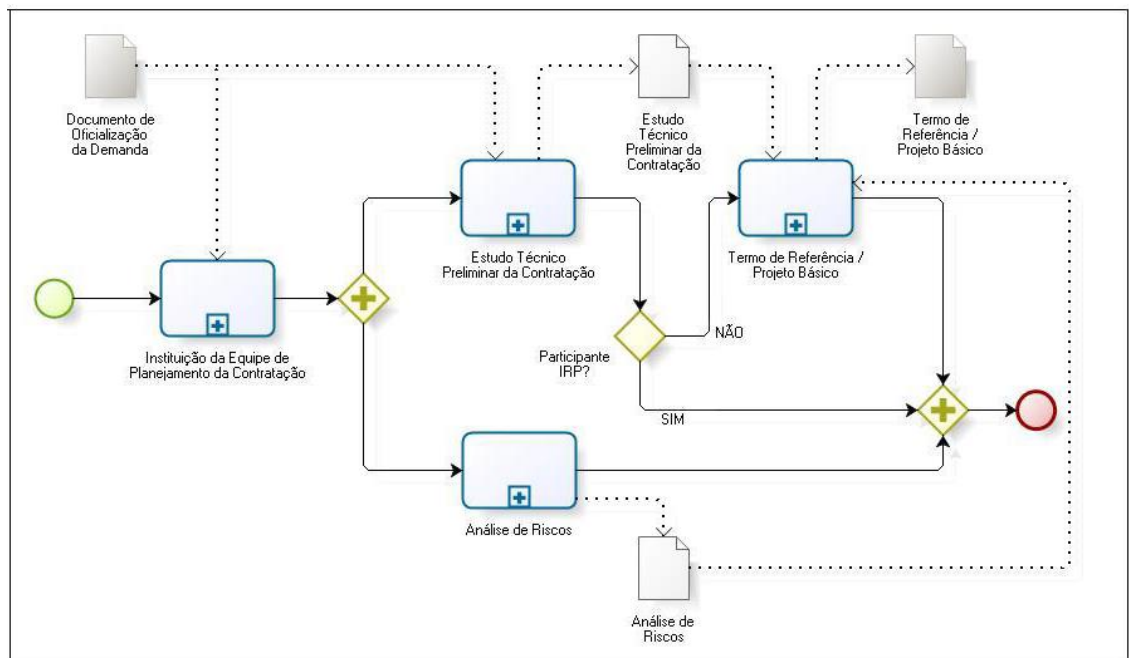 Documento de
Oficialização
da Demanda
Estudo
Técnico
Preliminar da
Contratação
Termo de
Referência /
Projeto Básico
Estudo Técnico
Preliminar da Contratação
Termo de Referência /
Projeto Básico
Instituição da Equipe de
Planejamento da Contratação
Participante
IRP?
NÃO
SIM
Análise de Riscos
Análise de
Riscos